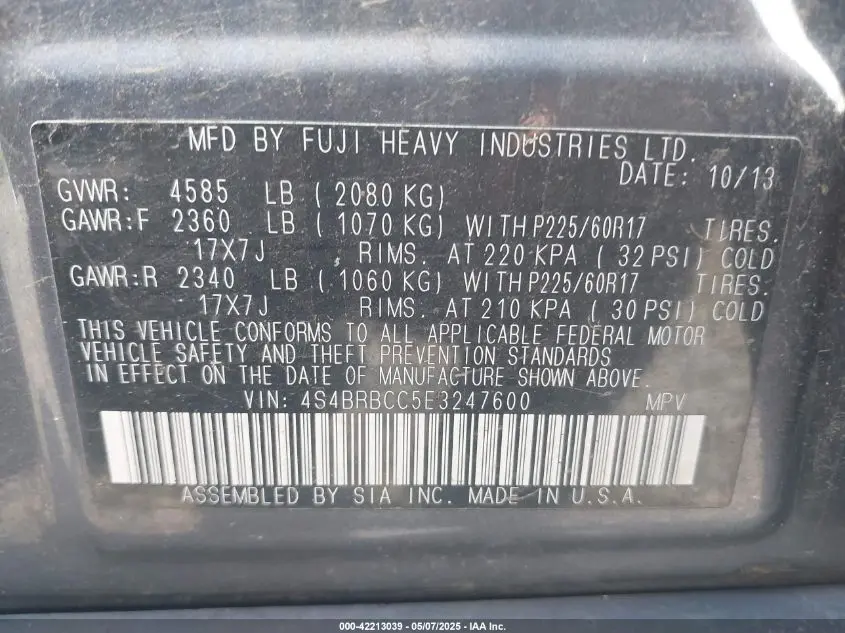 MFD BY FUJI HEAVY INDUSTRIES LTD.
DATE: 10/13
GVWR: 4585 LB ( 2080 KG)
GAWR:F 2360 LB ( 1070 KG) WITH P225/60R17 TIRES.
17X7J , RIMS. AT 220 KPA ( 32 PSI) COLD
GAWR:R 2340 LB ( 1060 KG) WITH P225/60R17 TIRES.
17X7J RIMS. AT 210 KPA ( 30 PSI) COLD
THIS VEHICLE CONFORMS TO ALL APPLICABLE FEDERAL MOTOR
VEHICLE SAFETY AND THEFT PREVENTION STANDARDS
IN EFFECT ON THE DATE OF MANUFACTURE SHOWN ABOVE.
VIN: 4S4BRBCC5E3247600 MPV
ASSEMBLED BY SIA INC. MADE IN U.S.A.
000-42213039 - 05/07/2025 - IAA Inc.